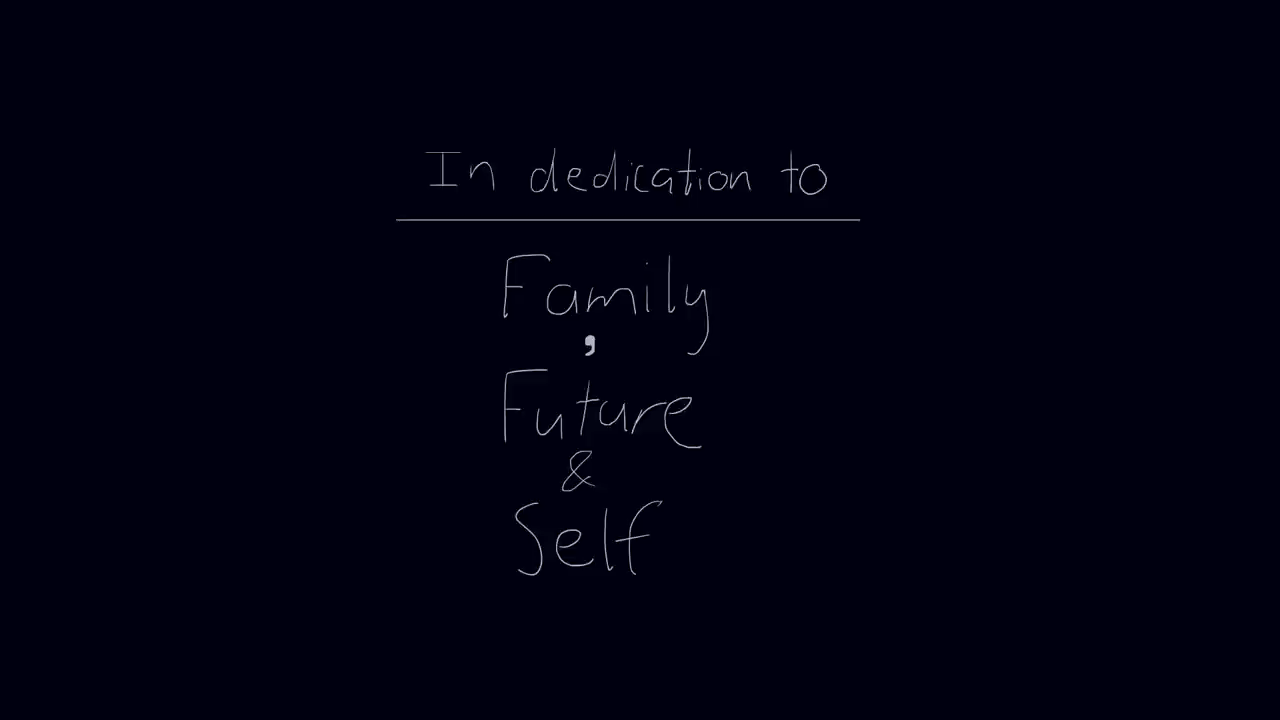 In dedication to
Family
,
Future
&
Self